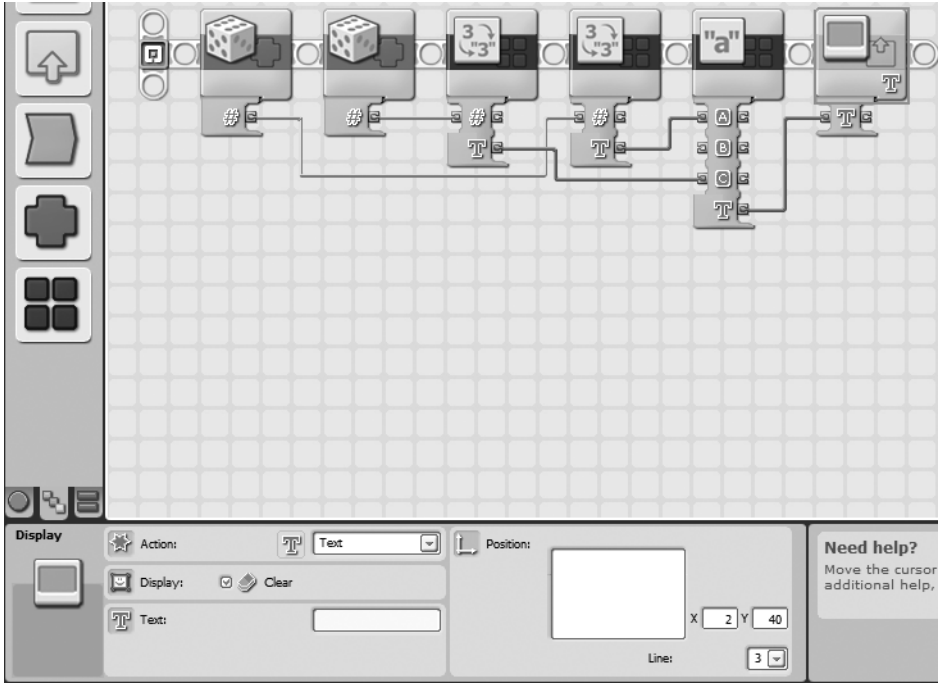 3 "3"
3 "3"
"a"
T
# # # # A T
T T B
C
T
Display
Action: T Text
Display: Clear
T Text:
Position:
X 2 Y 40
Line: 3
Need help?
Move the cursor
additional help,